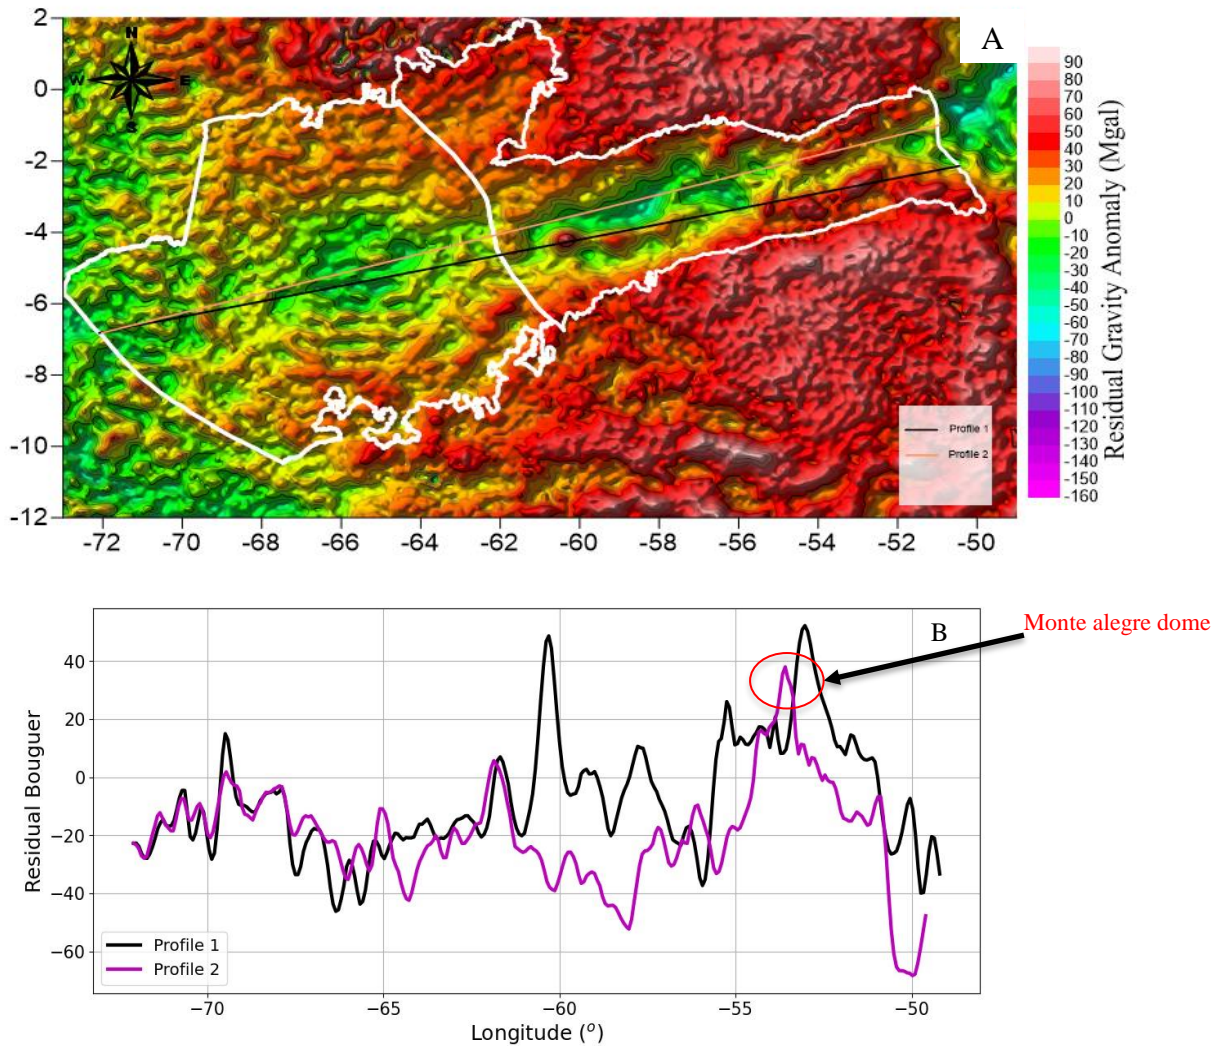 A
2
0
-2
-4
-6
-8
-10
-12
N
W E
S
-72 -70 -68 -66 -64 -62 -60 -58 -56 -54 -52 -50
Profile 1
Profile 2
90
80
70
60
50
40
30
20
10
0
-10
-20
-30
-40
-50
-60
-70
-80
-90
-100
-110
-120
-130
-140
-150
-160
Residual Gravity Anomaly (Mgal)
B
Monte alegre dome
40
20
0
−20
−40
−60
Residual Bouguer
Profile 1
Profile 2
−70 −65 −60 −55 −50
Longitude (°)